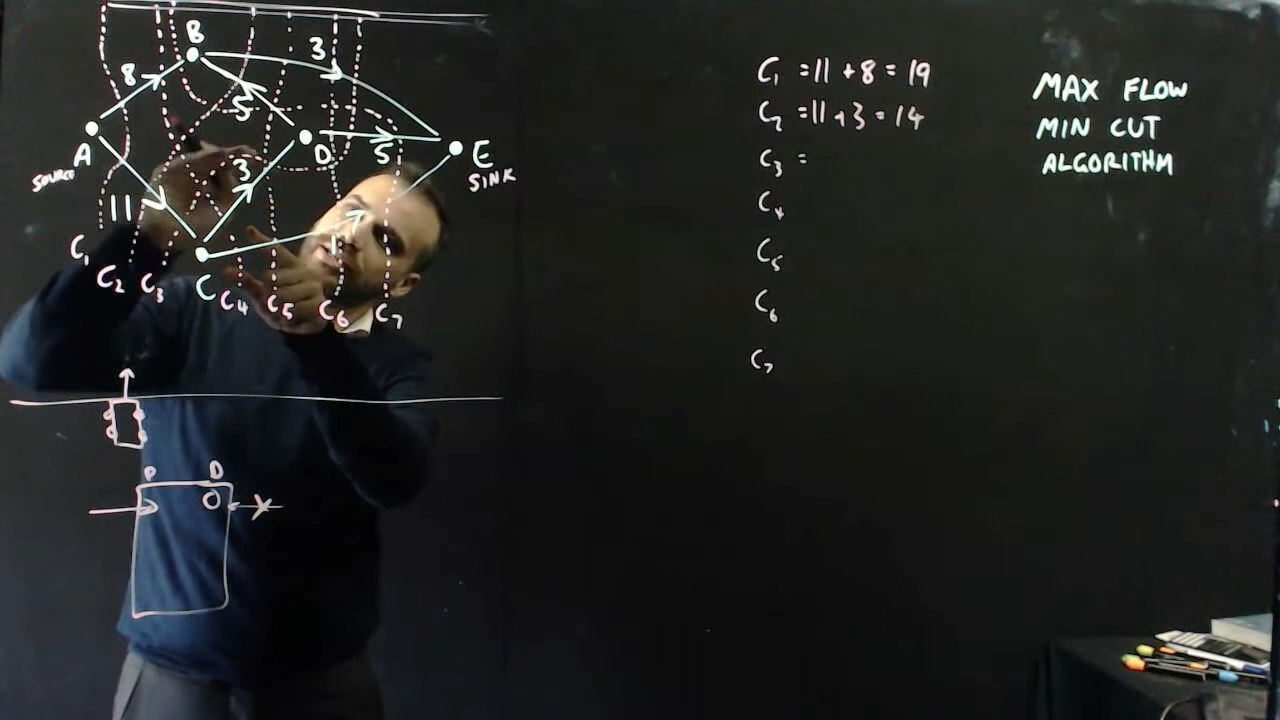 B
3
8
5
A
SOURCE
D
5
E
SINK
3
11
1
C
C₁
C₂
C₃
C₄
C₅
C₆
C₇
P
D
C₁ = 11 + 8 = 19
C₂ = 11 + 3 = 14
C₃ =
C₄
C₅
C₆
C₇
MAX FLOW
MIN CUT
ALGORITHM